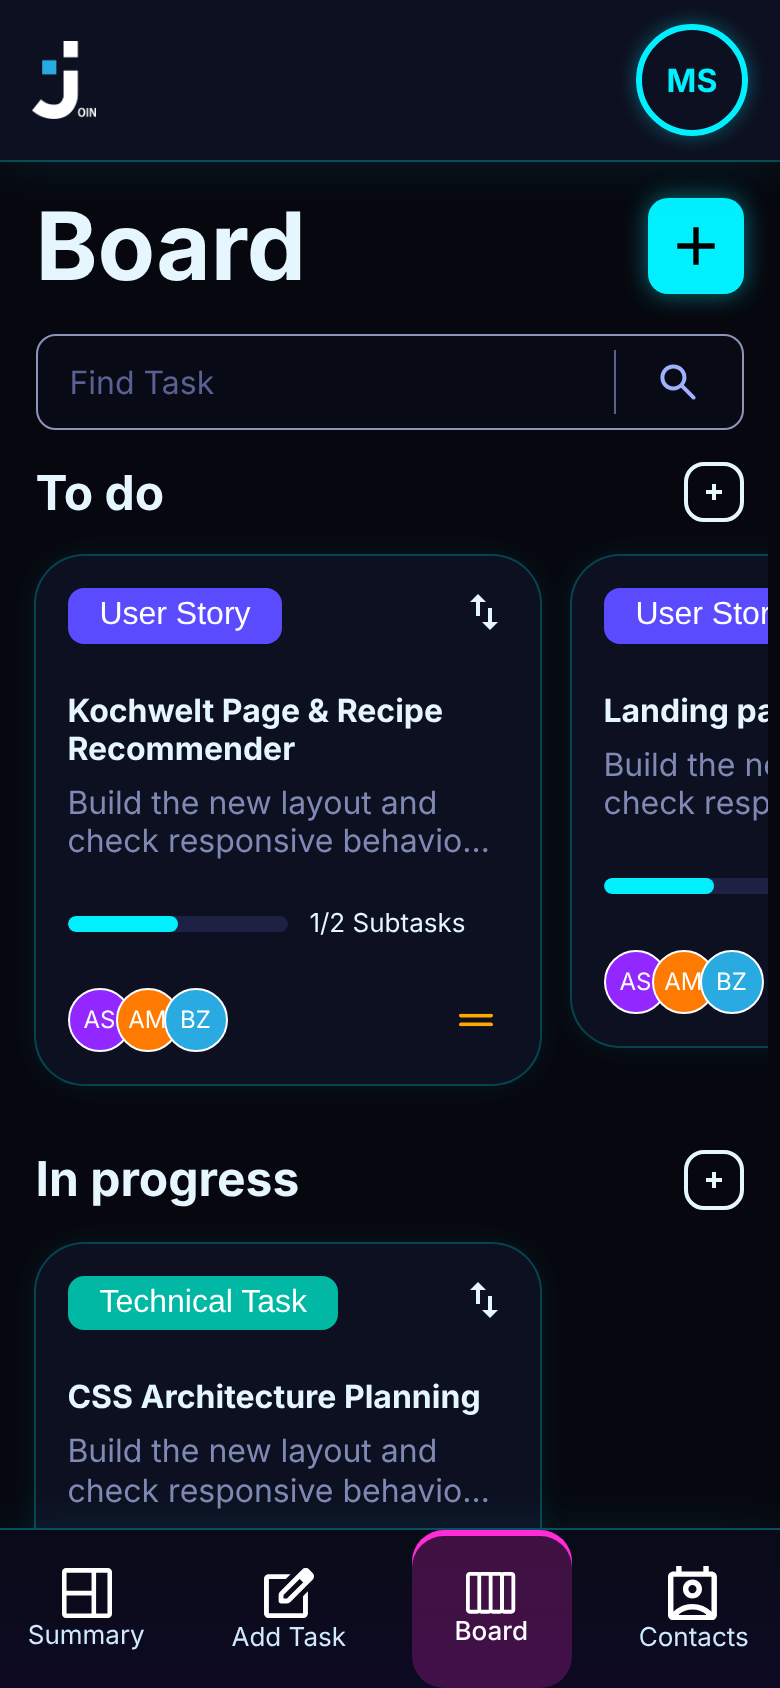 OIN
MS
Board
Find Task
To do
User Story
Kochwelt Page & Recipe
Recommender
Build the new layout and
check responsive behavio...
1/2 Subtasks
AS AM BZ
User Stor
Landing pa
Build the ne
check resp
AS AM BZ
In progress
Technical Task
CSS Architecture Planning
Build the new layout and
check responsive behavio...
Summary
Add Task
Board
Contacts